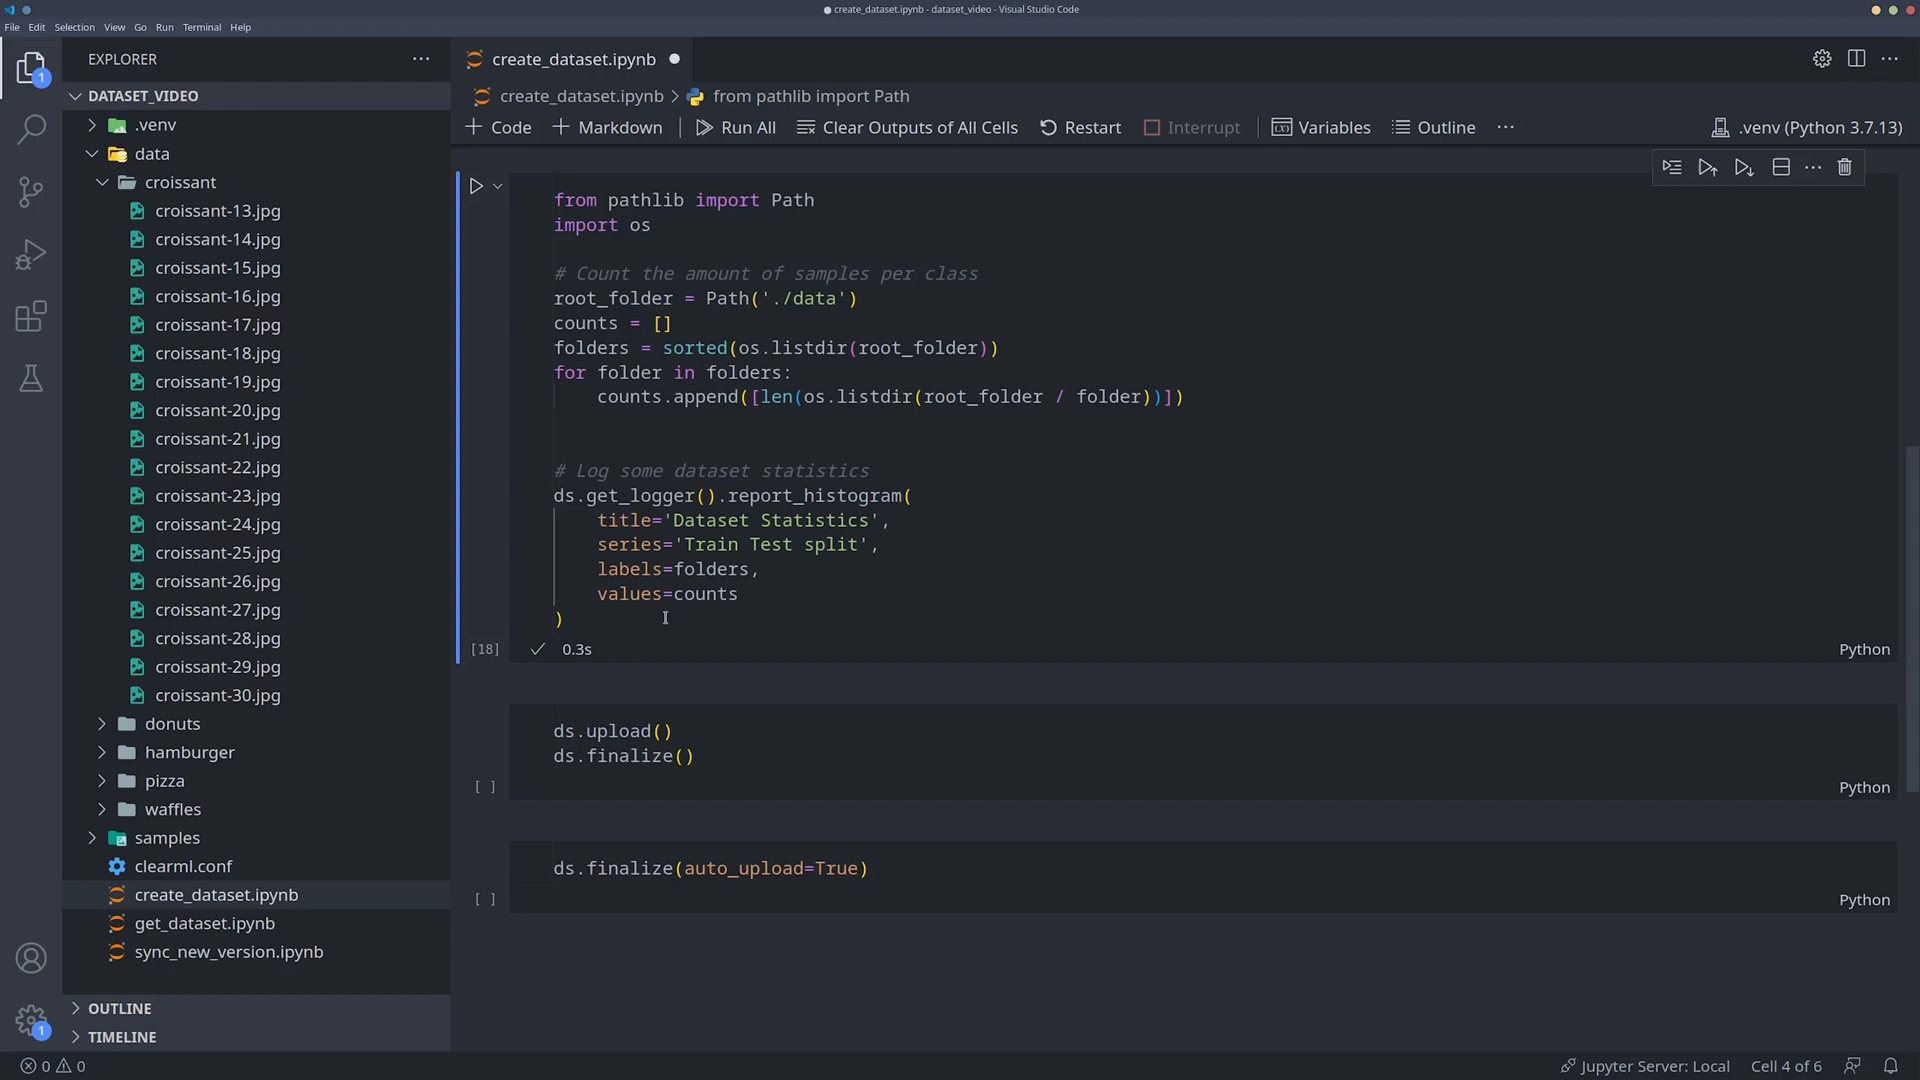 create_dataset.ipynb - dataset_video - Visual Studio Code
File Edit Selection View Go Run Terminal Help
EXPLORER
DATASET_VIDEO
.venv
data
croissant
croissant-13.jpg
croissant-14.jpg
croissant-15.jpg
croissant-16.jpg
croissant-17.jpg
croissant-18.jpg
croissant-19.jpg
croissant-20.jpg
croissant-21.jpg
croissant-22.jpg
croissant-23.jpg
croissant-24.jpg
croissant-25.jpg
croissant-26.jpg
croissant-27.jpg
croissant-28.jpg
croissant-29.jpg
croissant-30.jpg
donuts
hamburger
pizza
waffles
samples
clearml.conf
create_dataset.ipynb
get_dataset.ipynb
sync_new_version.ipynb
OUTLINE
TIMELINE
1
1
create_dataset.ipynb
create_dataset.ipynb > from pathlib import Path
+ Code + Markdown Run All Clear Outputs of All Cells Restart Interrupt Variables Outline ... .venv (Python 3.7.13)
from pathlib import Path
import os
# Count the amount of samples per class
root_folder = Path('./data')
counts = []
folders = sorted(os.listdir(root_folder))
for folder in folders:
counts.append([len(os.listdir(root_folder / folder))])
# Log some dataset statistics
ds.get_logger().report_histogram(
title='Dataset Statistics',
series='Train Test split',
labels=folders,
values=counts
)
[18] 0.3s Python
ds.upload()
ds.finalize()
[ ] Python
ds.finalize(auto_upload=True)
[ ] Python
0 0 Jupyter Server: Local Cell 4 of 6